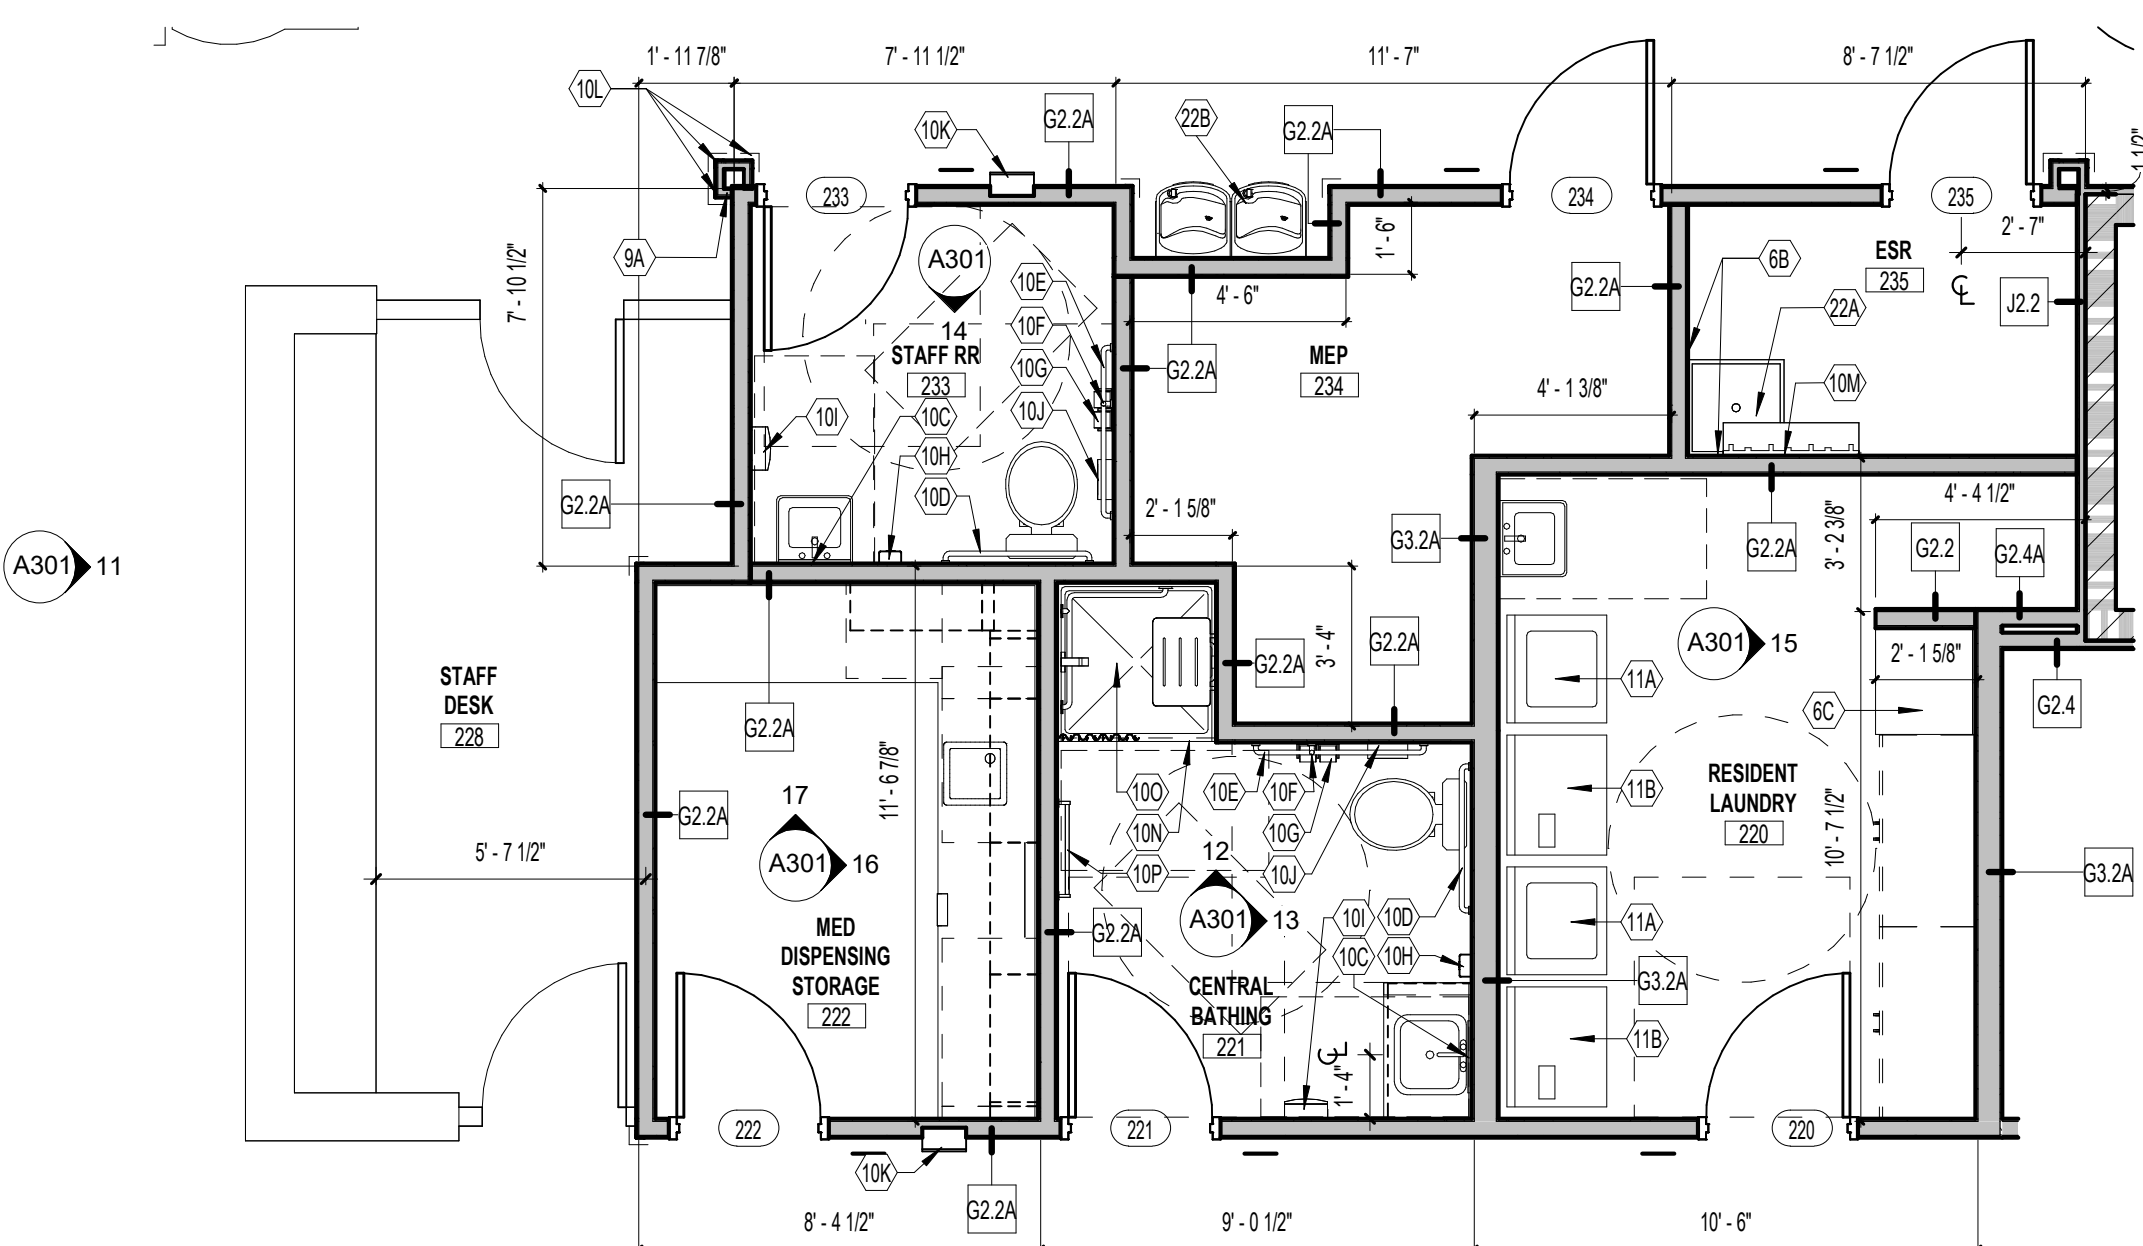 1' - 11 7/8"
7' - 11 1/2"
11' - 7"
8' - 7 1/2"
10L
10K
G2.2A
22B
G2.2A
1 1/2"
233
234
235
9A
A301
14
10E
10F
10G
10J
STAFF RR
233
10I
10C
10H
10D
7' - 10 1/2"
G2.2A
1' - 6"
4' - 6"
G2.2A
MEP
234
G2.2A
6B
ESR
235
2' - 7"
CL
22A
J2.2
10M
4' - 1 3/8"
2' - 1 5/8"
G3.2A
G2.2A
3' - 2 3/8"
4' - 4 1/2"
G2.2
G2.4A
A301
11
STAFF
DESK
228
5' - 7 1/2"
G2.2A
G2.2A
11' - 6 7/8"
17
A301
16
MED
DISPENSING
STORAGE
222
G2.2A
3' - 4"
G2.2A
A301
15
2' - 1 5/8"
11A
6C
G2.4
10O
10E
10F
10N
10G
10P
10J
12
A301
13
G2.2A
10I
10D
10C
10H
CENTRAL
BATHING
221
CL
1' - 4"
11B
RESIDENT
LAUNDRY
220
10' - 7 1/2"
G3.2A
11A
G3.2A
11B
222
221
220
10K
G2.2A
8' - 4 1/2"
9' - 0 1/2"
10' - 6"